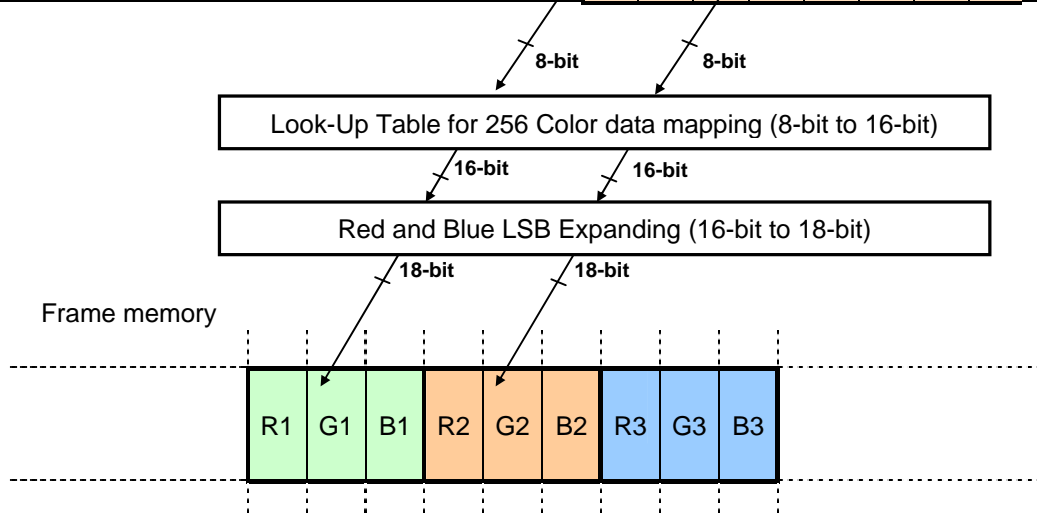 8-bit 8-bit
Look-Up Table for 256 Color data mapping (8-bit to 16-bit)
16-bit 16-bit
Red and Blue LSB Expanding (16-bit to 18-bit)
18-bit 18-bit
Frame memory
R1 G1 B1 R2 G2 B2 R3 G3 B3